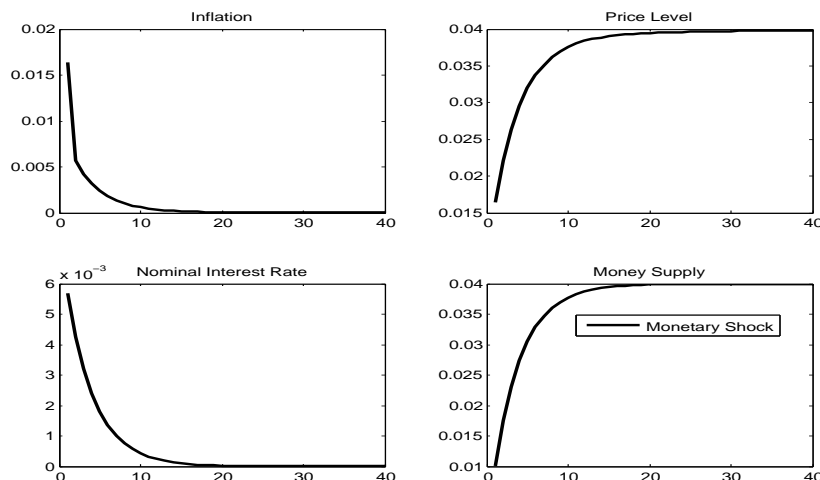 Inflation
0.02
0.015
0.01
0.005
0
0 10 20 30 40
Price Level
0.04
0.035
0.03
0.025
0.02
0.015
0 10 20 30 40
Nominal Interest Rate
x 10⁻³
6
5
4
3
2
1
0
0 10 20 30 40
Money Supply
0.04
0.035
0.03
0.025
0.02
0.015
0.01
0 10 20 30 40
Monetary Shock